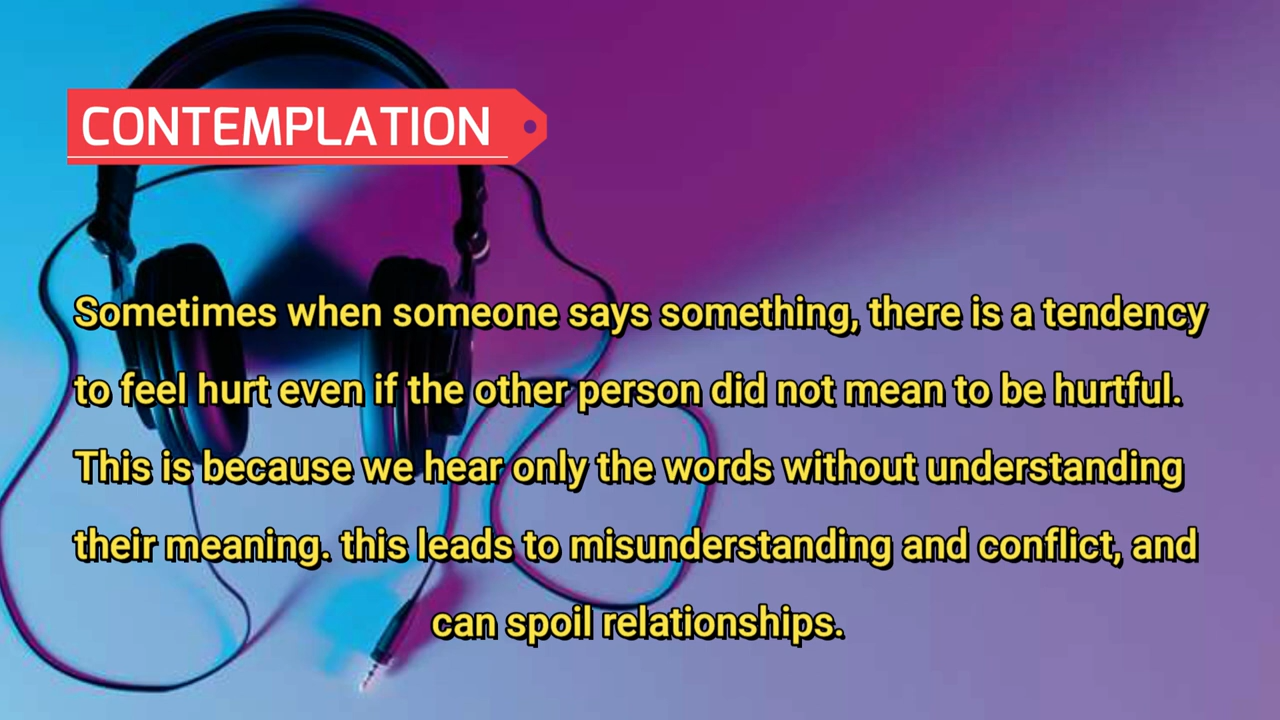 CONTEMPLATION
Sometimes when someone says something, there is a tendency
to feel hurt even if the other person did not mean to be hurtful.
This is because we hear only the words without understanding
their meaning. this leads to misunderstanding and conflict, and
can spoil relationships.